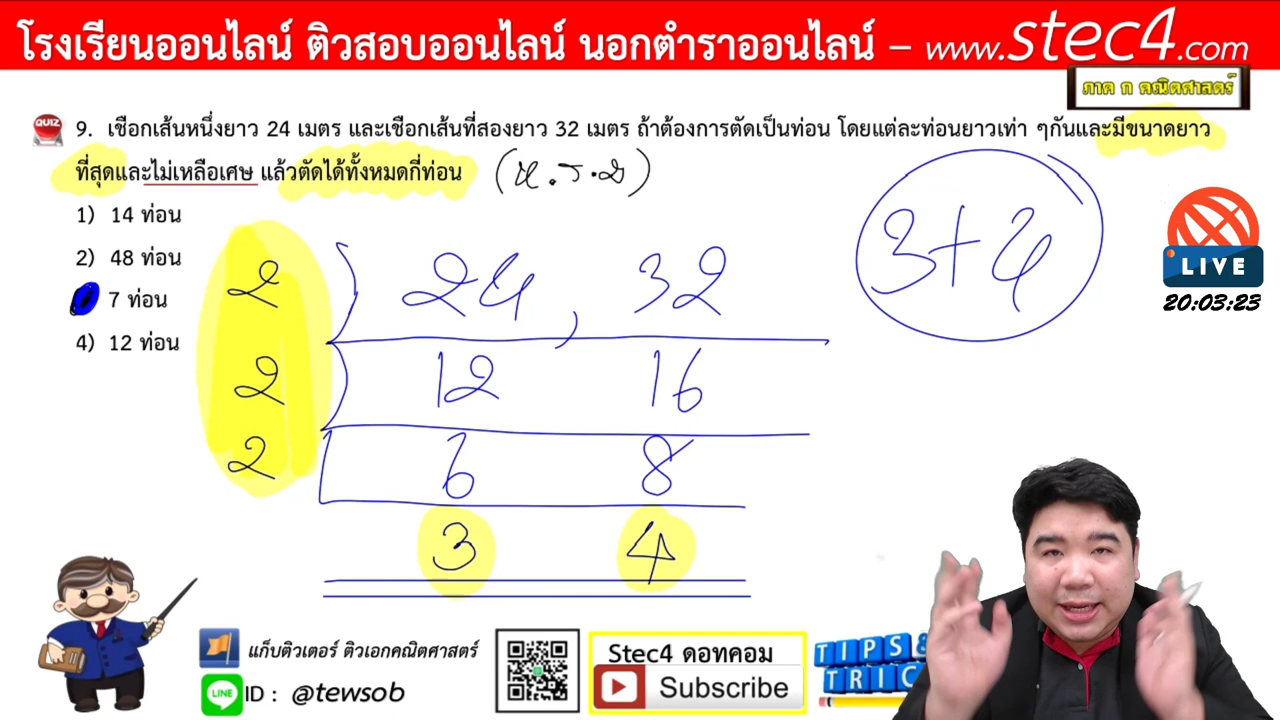 โรงเรียนออนไลน์ ติวสอบออนไลน์ นอกตำราออนไลน์ – www.stec4.com
ภาค ก คณิตศาสตร์
QUIZ
9. เชือกเส้นหนึ่งยาว 24 เมตร และเชือกเส้นที่สองยาว 32 เมตร ถ้าต้องการตัดเป็นท่อน โดยแต่ละท่อนยาวเท่า ๆกันและมีขนาดยาว
ที่สุดและไม่เหลือเศษ แล้วตัดได้ทั้งหมดกี่ท่อน (ห.ร.ม)
1) 14 ท่อน
2) 48 ท่อน
7 ท่อน
4) 12 ท่อน
3+4
LIVE
20:03:23
2 ) 24 , 32
2 ) 12 16
2 6 8
3 4
แก๊บติวเตอร์ ติวเอกคณิตศาสตร์
LINE ID : @tewsob
Stec4 ดอทคอม
Subscribe
TIPS &
TRIC